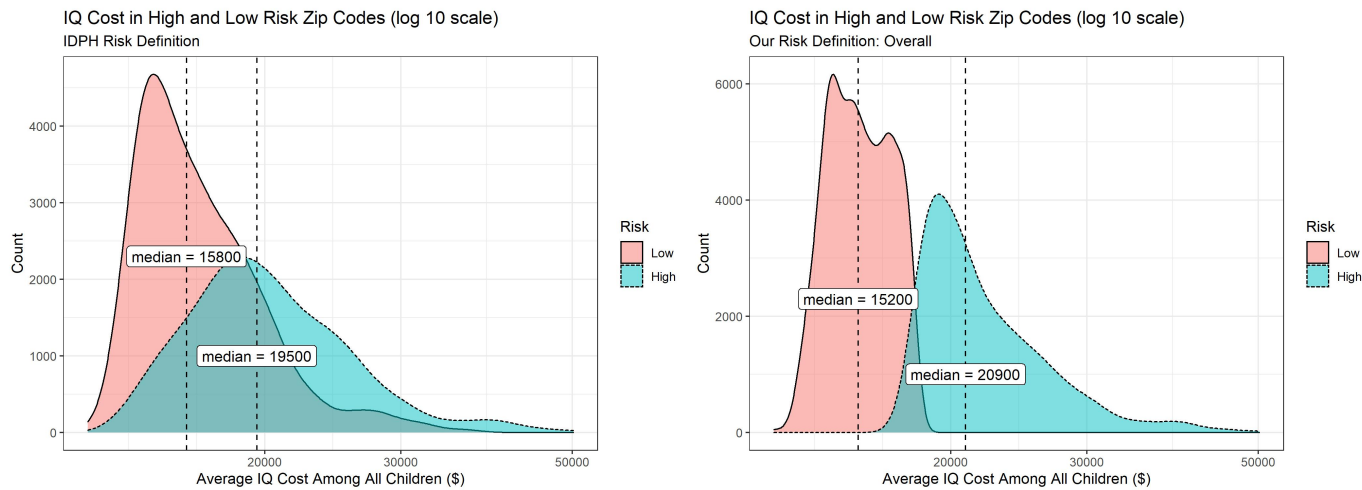 IQ Cost in High and Low Risk Zip Codes (log 10 scale)
IDPH Risk Definition
Count
4000
3000
2000
1000
0
median = 15800
median = 19500
20000
30000
50000
Average IQ Cost Among All Children ($)
Risk
Low
High
IQ Cost in High and Low Risk Zip Codes (log 10 scale)
Our Risk Definition: Overall
Count
6000
4000
2000
0
median = 15200
median = 20900
20000
30000
50000
Average IQ Cost Among All Children ($)
Risk
Low
High